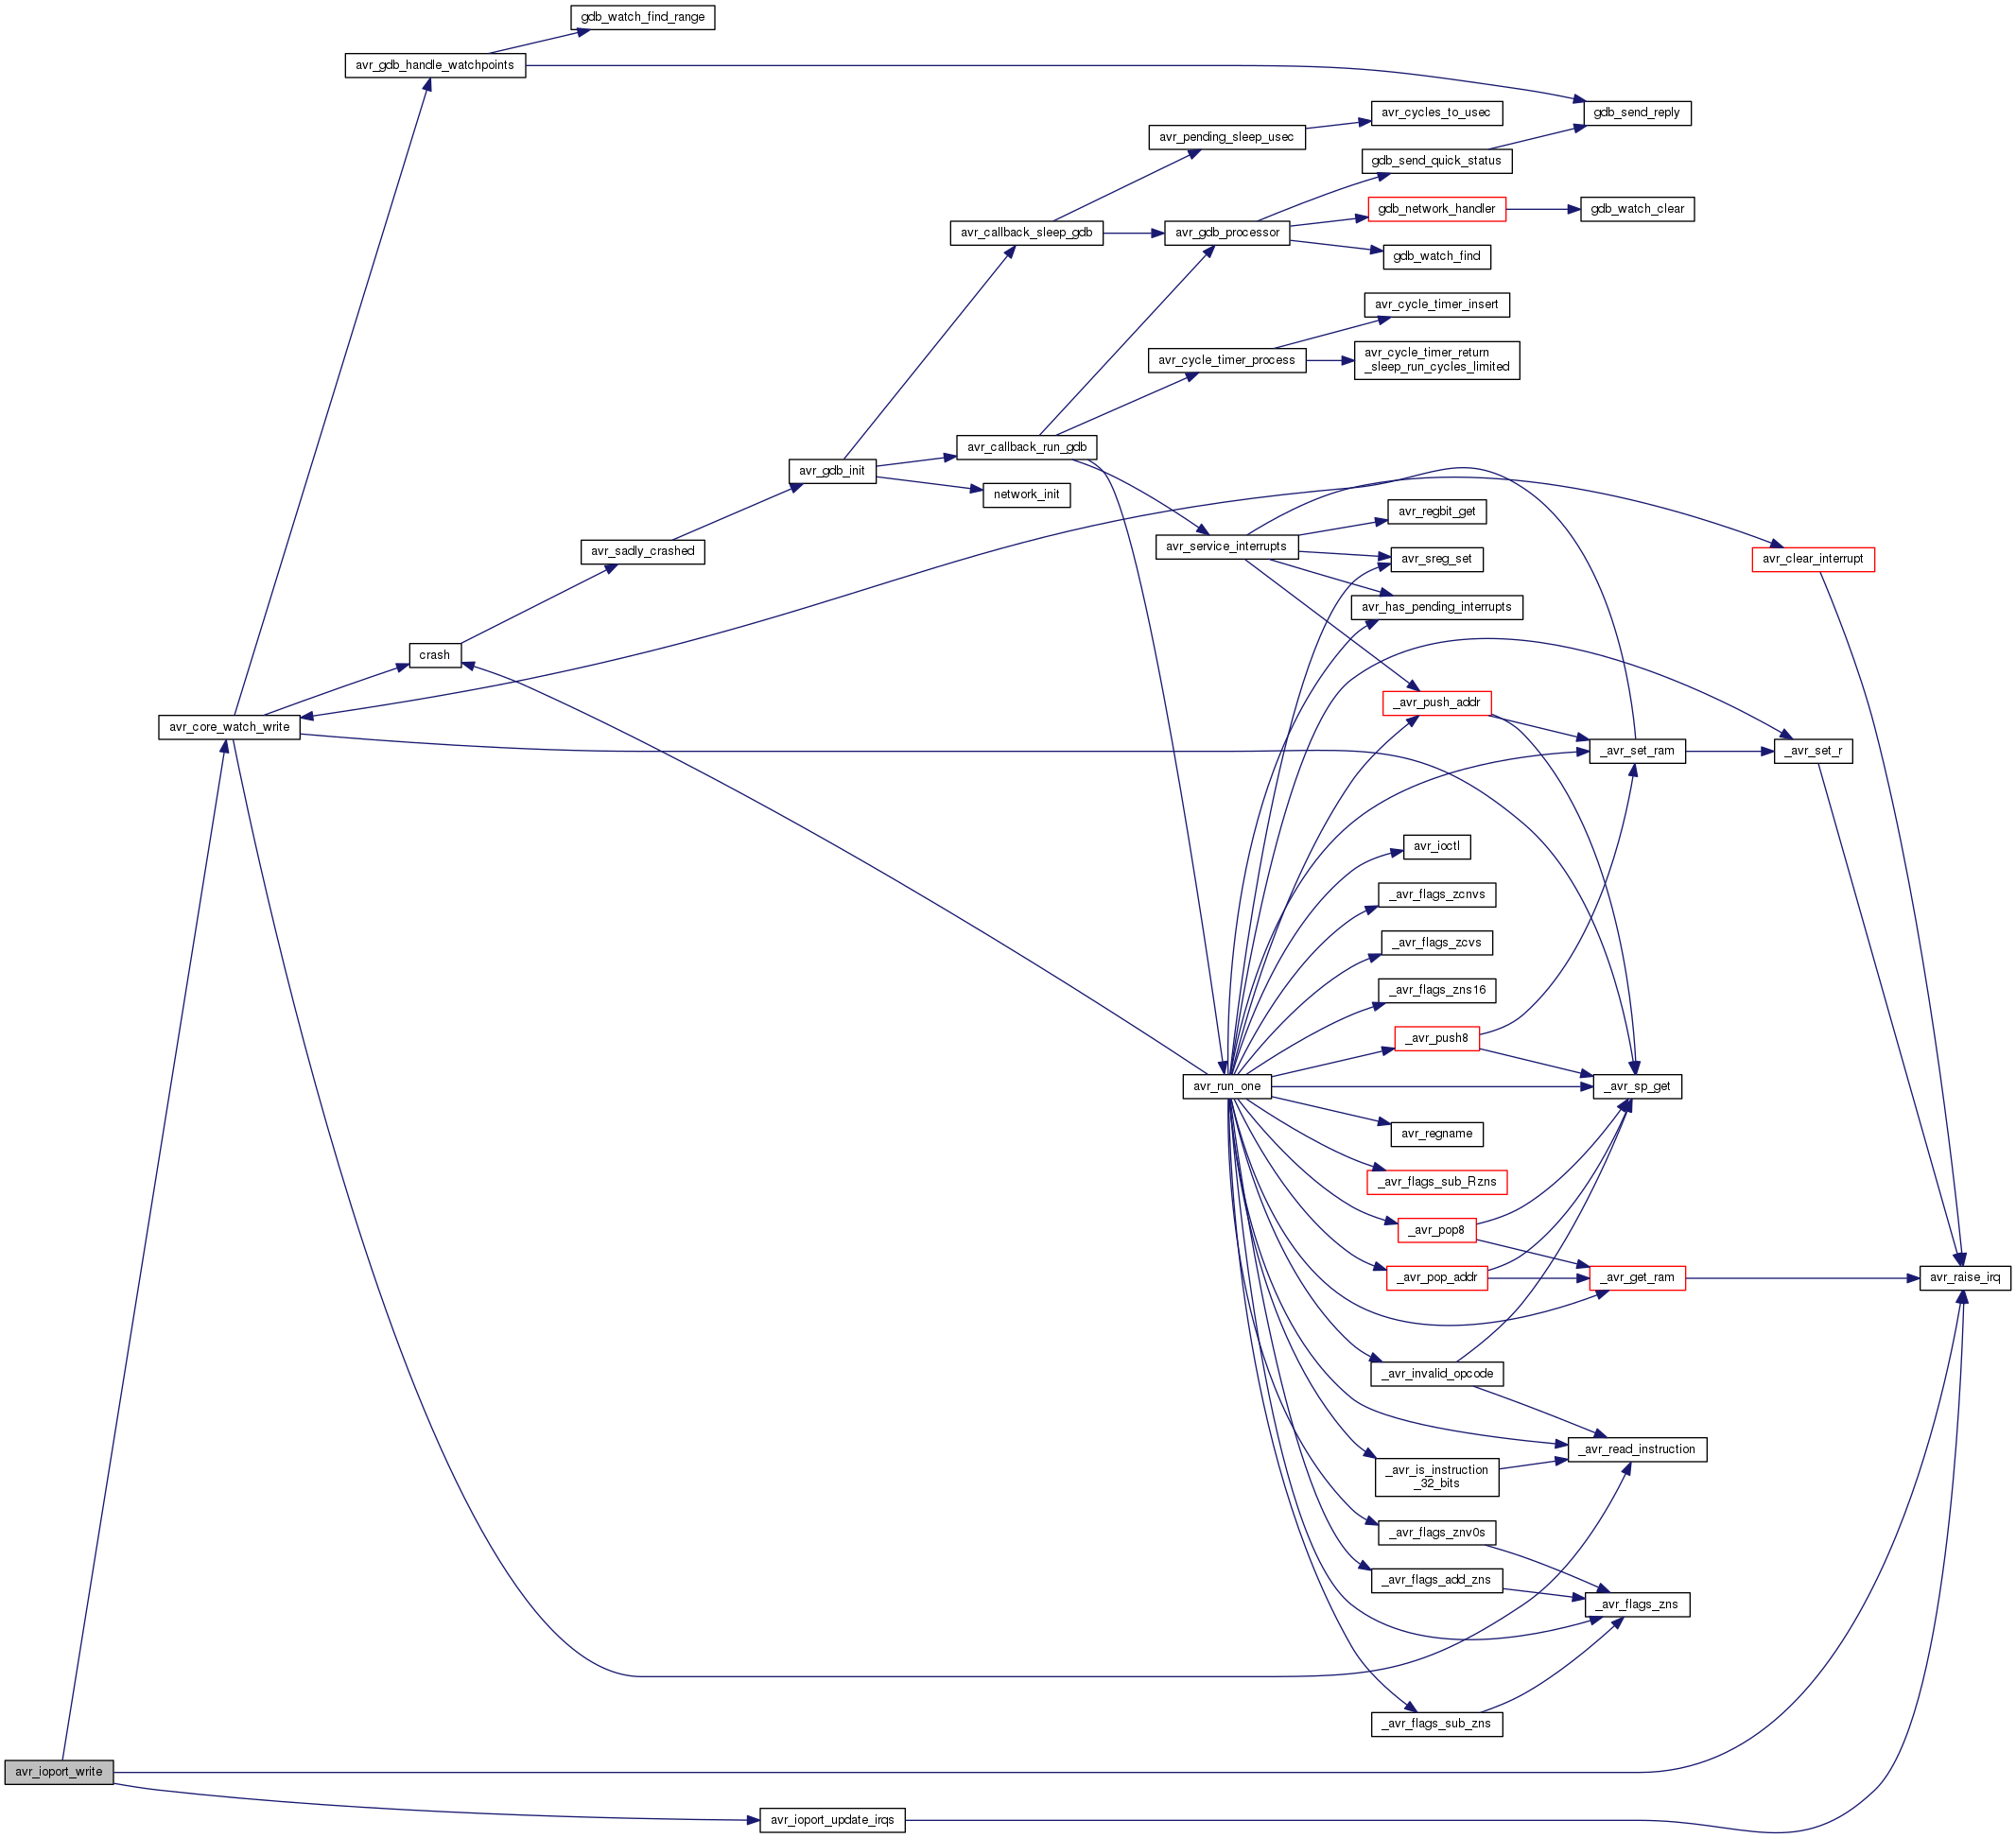 gdb_watch_find_range
avr_gdb_handle_watchpoints
avr_cycles_to_usec
gdb_send_reply
avr_pending_sleep_usec
gdb_send_quick_status
gdb_network_handler
gdb_watch_clear
avr_callback_sleep_gdb
avr_gdb_processor
gdb_watch_find
avr_cycle_timer_insert
avr_cycle_timer_process
avr_cycle_timer_return
_sleep_run_cycles_limited
avr_callback_run_gdb
avr_gdb_init
network_init
avr_regbit_get
avr_service_interrupts
avr_sadly_crashed
avr_sreg_set
avr_clear_interrupt
avr_has_pending_interrupts
crash
_avr_push_addr
avr_core_watch_write
_avr_set_ram
_avr_set_r
avr_ioctl
_avr_flags_zcnvs
_avr_flags_zcvs
_avr_flags_zns16
_avr_push8
avr_run_one
_avr_sp_get
avr_regname
_avr_flags_sub_Rzns
_avr_pop8
_avr_pop_addr
_avr_get_ram
avr_raise_irq
_avr_invalid_opcode
_avr_read_instruction
_avr_is_instruction
_32_bits
_avr_flags_znv0s
_avr_flags_add_zns
_avr_flags_zns
_avr_flags_sub_zns
avr_ioport_write
avr_ioport_update_irqs